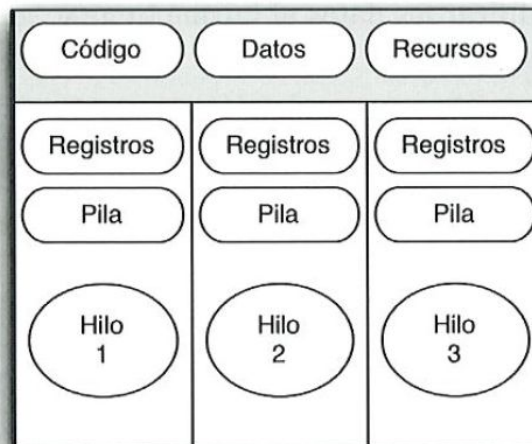 Código Datos Recursos
Registros Registros Registros
Pila Pila Pila
Hilo Hilo Hilo
1 2 3